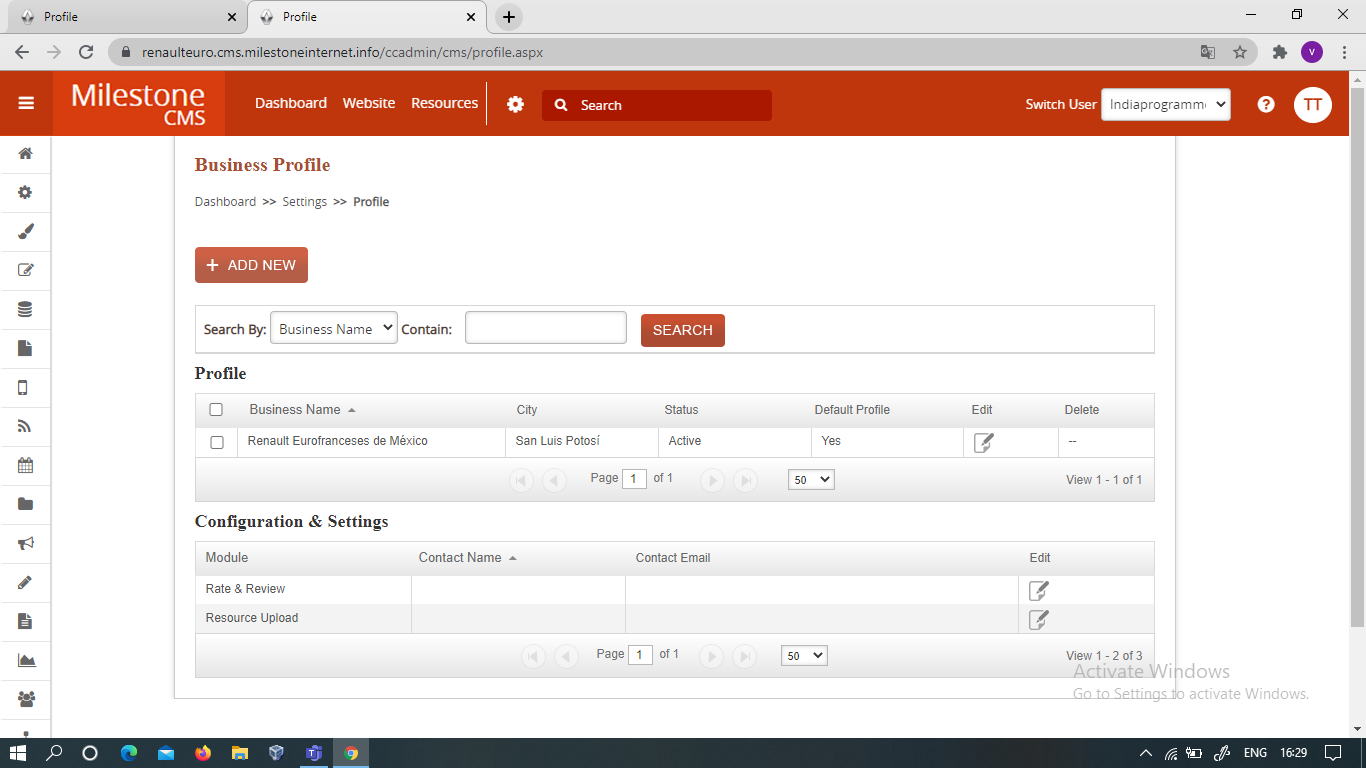 Profile
Profile
renaulteuro.cms.milestoneinternet.info/ccadmin/cms/profile.aspx
V
Milestone
CMS
Dashboard Website Resources
Search
Switch User
TT
Business Profile
Dashboard >> Settings >> Profile
+ ADD NEW
Search By: Business Name Contain: SEARCH
Profile
Business Name City Status Default Profile Edit Delete
Renault Eurofranceses de México San Luis Potosí Active Yes --
Page 1 of 1 50 View 1 - 1 of 1
Configuration & Settings
Module Contact Name Contact Email Edit
Rate & Review
Resource Upload
Page 1 of 1 50 View 1 - 2 of 3
Activate Windows
Go to Settings to activate Windows.
ENG 16:29